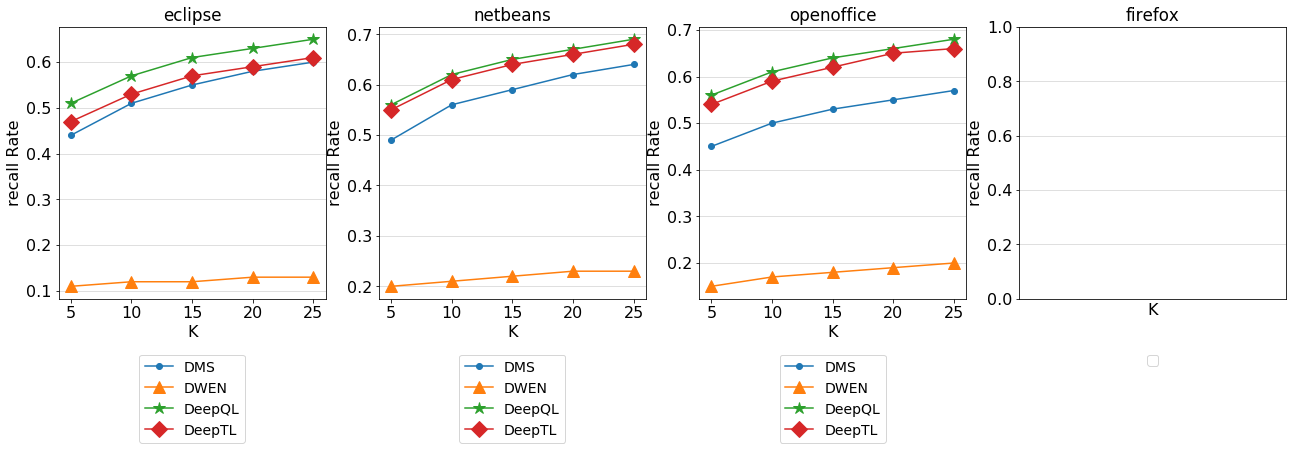 eclipse
recall Rate
0.6
0.5
0.4
0.3
0.2
0.1
5 10 15 20 25
K
DMS
DWEN
DeepQL
DeepTL
netbeans
recall Rate
0.7
0.6
0.5
0.4
0.3
0.2
5 10 15 20 25
K
DMS
DWEN
DeepQL
DeepTL
openoffice
recall Rate
0.7
0.6
0.5
0.4
0.3
0.2
5 10 15 20 25
K
DMS
DWEN
DeepQL
DeepTL
firefox
recall Rate
1.0
0.8
0.6
0.4
0.2
0.0
K